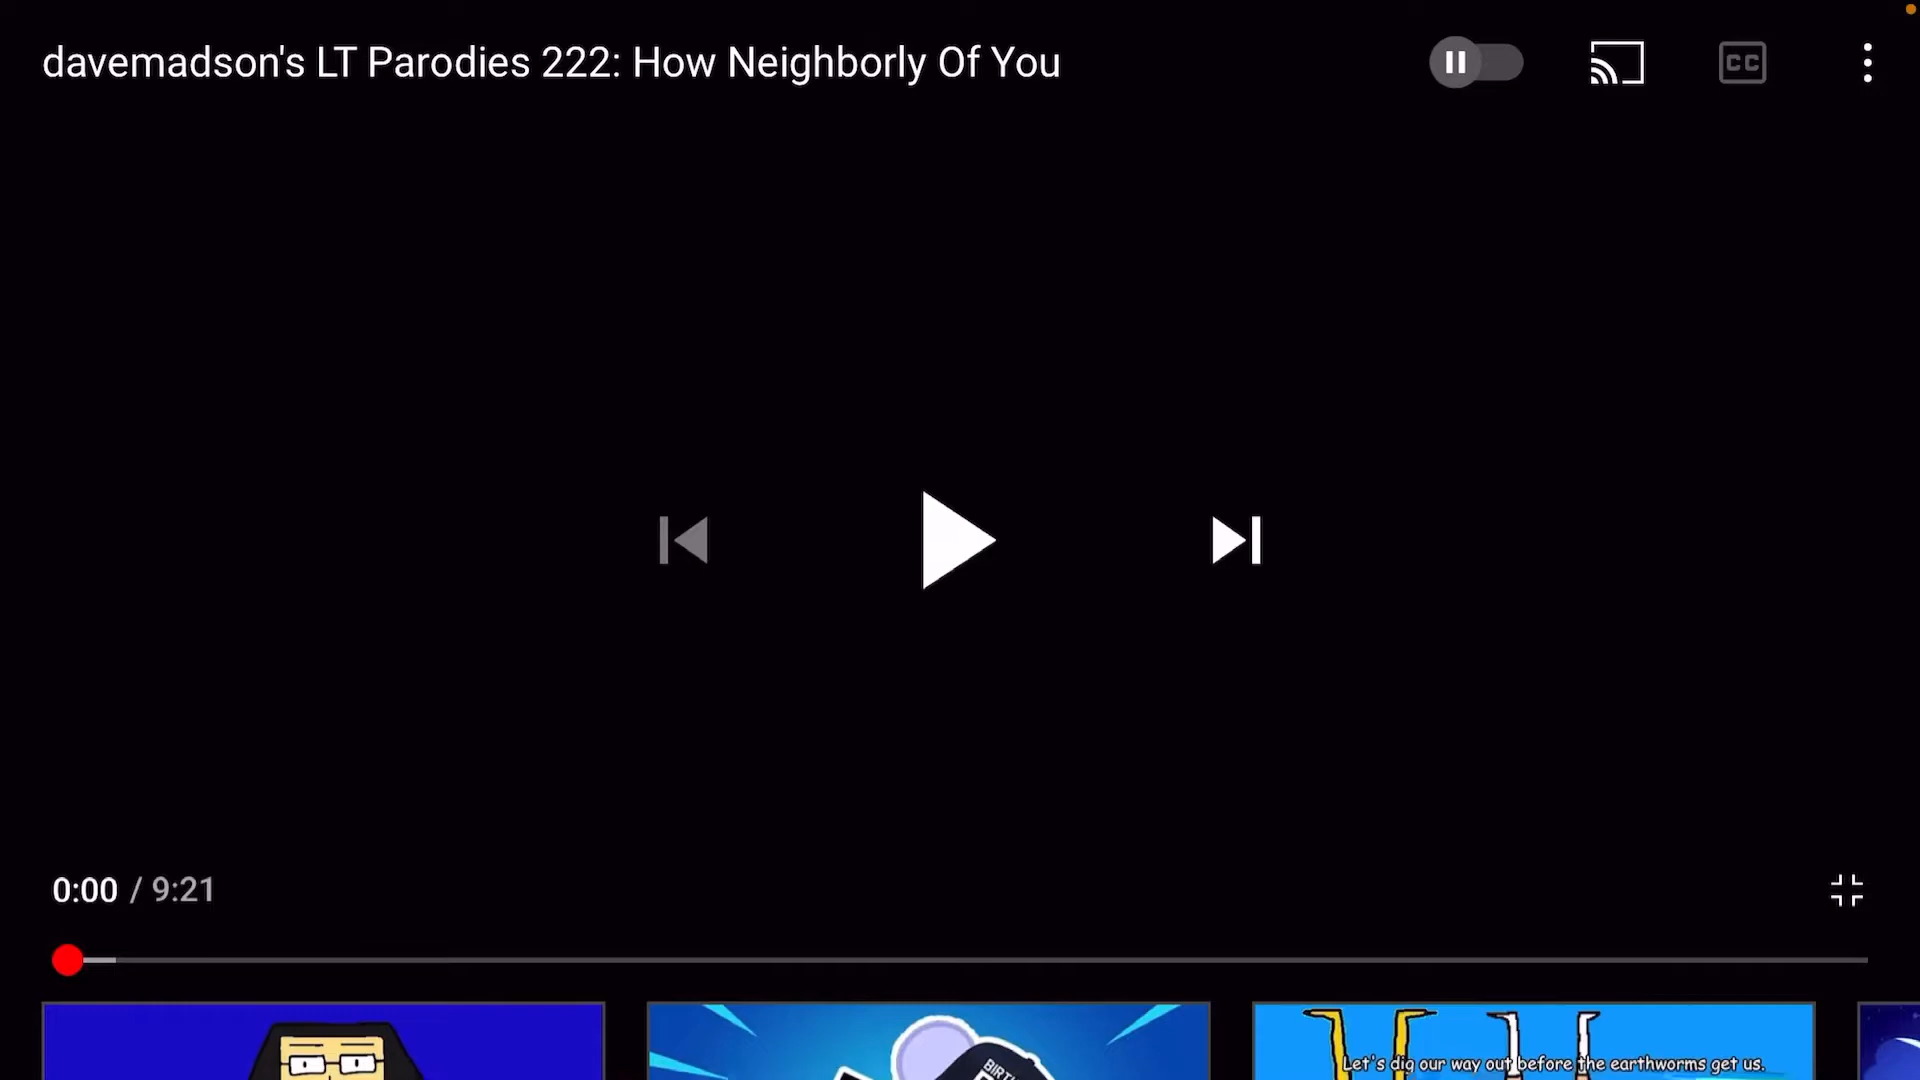 davemadson's LT Parodies 222: How Neighborly Of You
CC
0:00 / 9:21
Let's dig our way out before the earthworms get us.